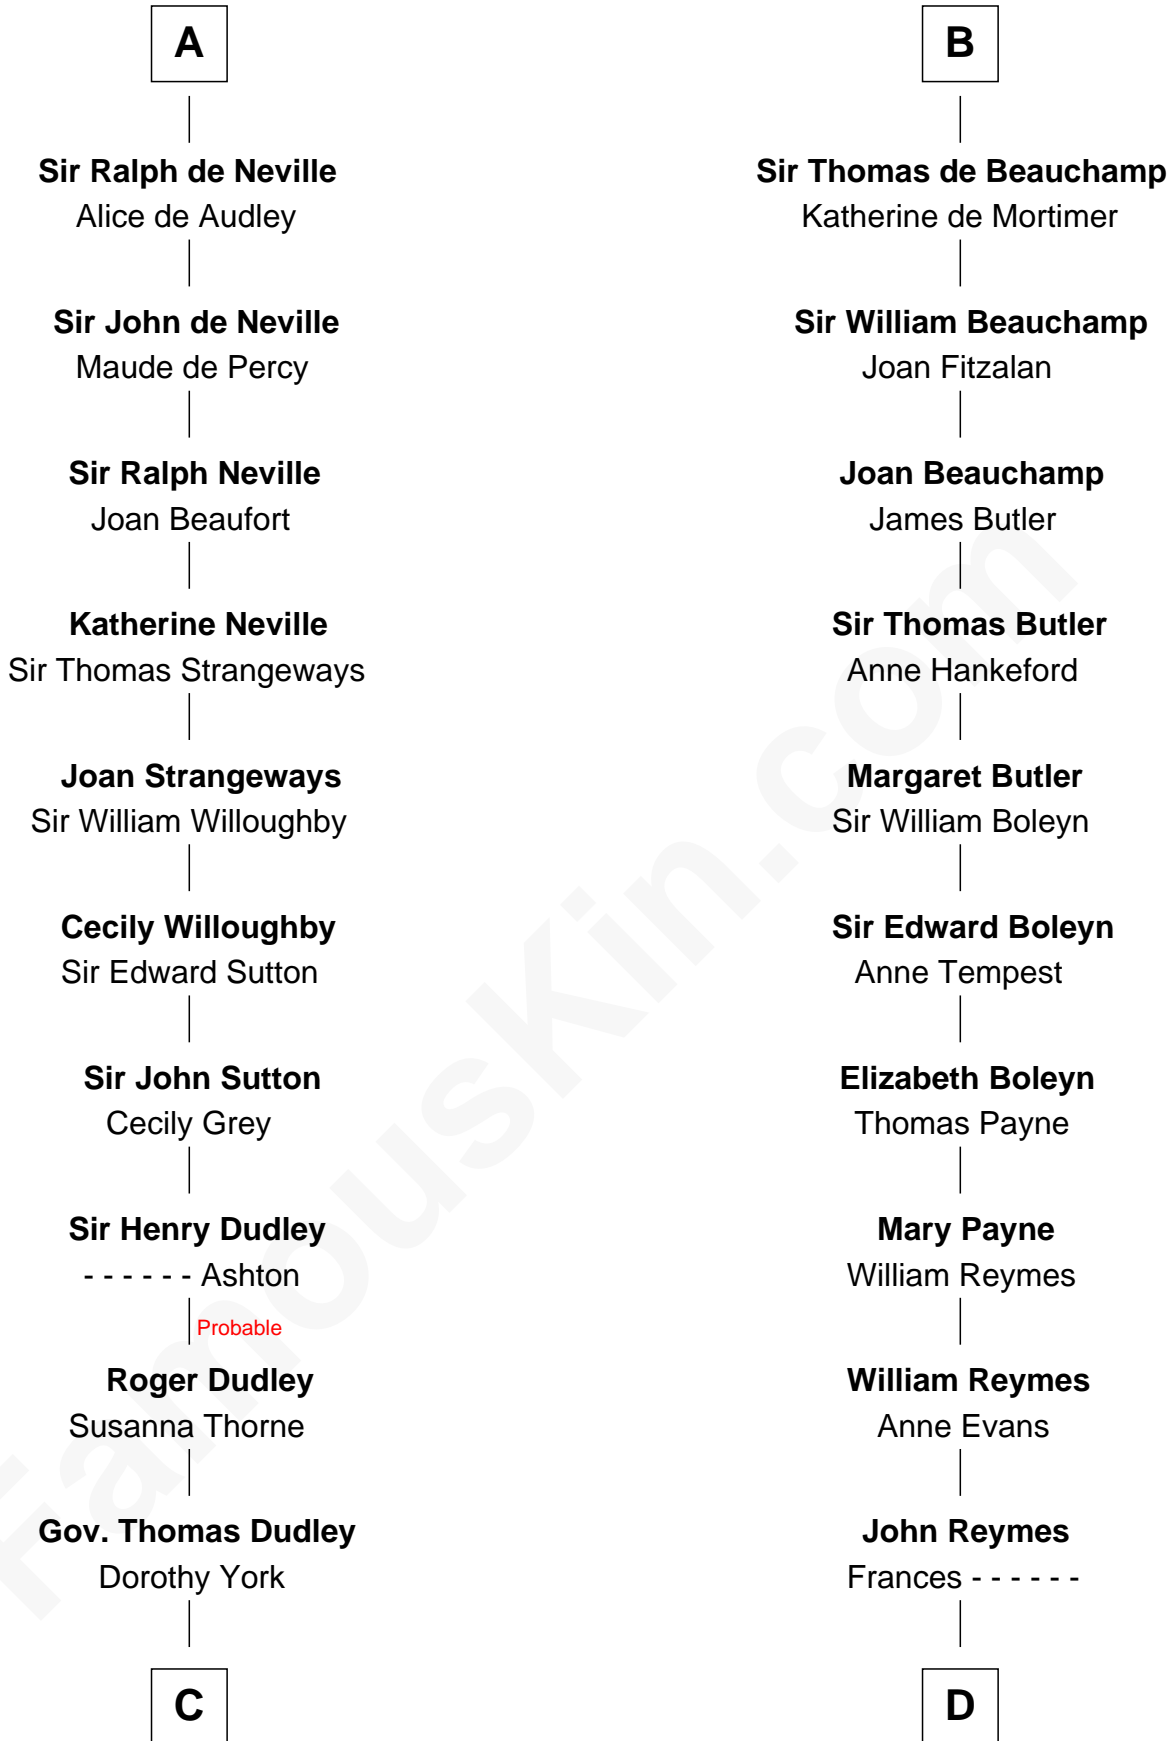 A
Sir Ralph de Neville
Alice de Audley
Sir John de Neville
Maude de Percy
Sir Ralph Neville
Joan Beaufort
Katherine Neville
Sir Thomas Strangeways
Joan Strangeways
Sir William Willoughby
Cecily Willoughby
Sir Edward Sutton
Sir John Sutton
Cecily Grey
Sir Henry Dudley
- - - - - - Ashton
Probable
Roger Dudley
Susanna Thorne
Gov. Thomas Dudley
Dorothy York
C
B
Sir Thomas de Beauchamp
Katherine de Mortimer
Sir William Beauchamp
Joan Fitzalan
Joan Beauchamp
James Butler
Sir Thomas Butler
Anne Hankeford
Margaret Butler
Sir William Boleyn
Sir Edward Boleyn
Anne Tempest
Elizabeth Boleyn
Thomas Payne
Mary Payne
William Reymes
William Reymes
Anne Evans
John Reymes
Frances - - - - - -
D
FamousKin.com